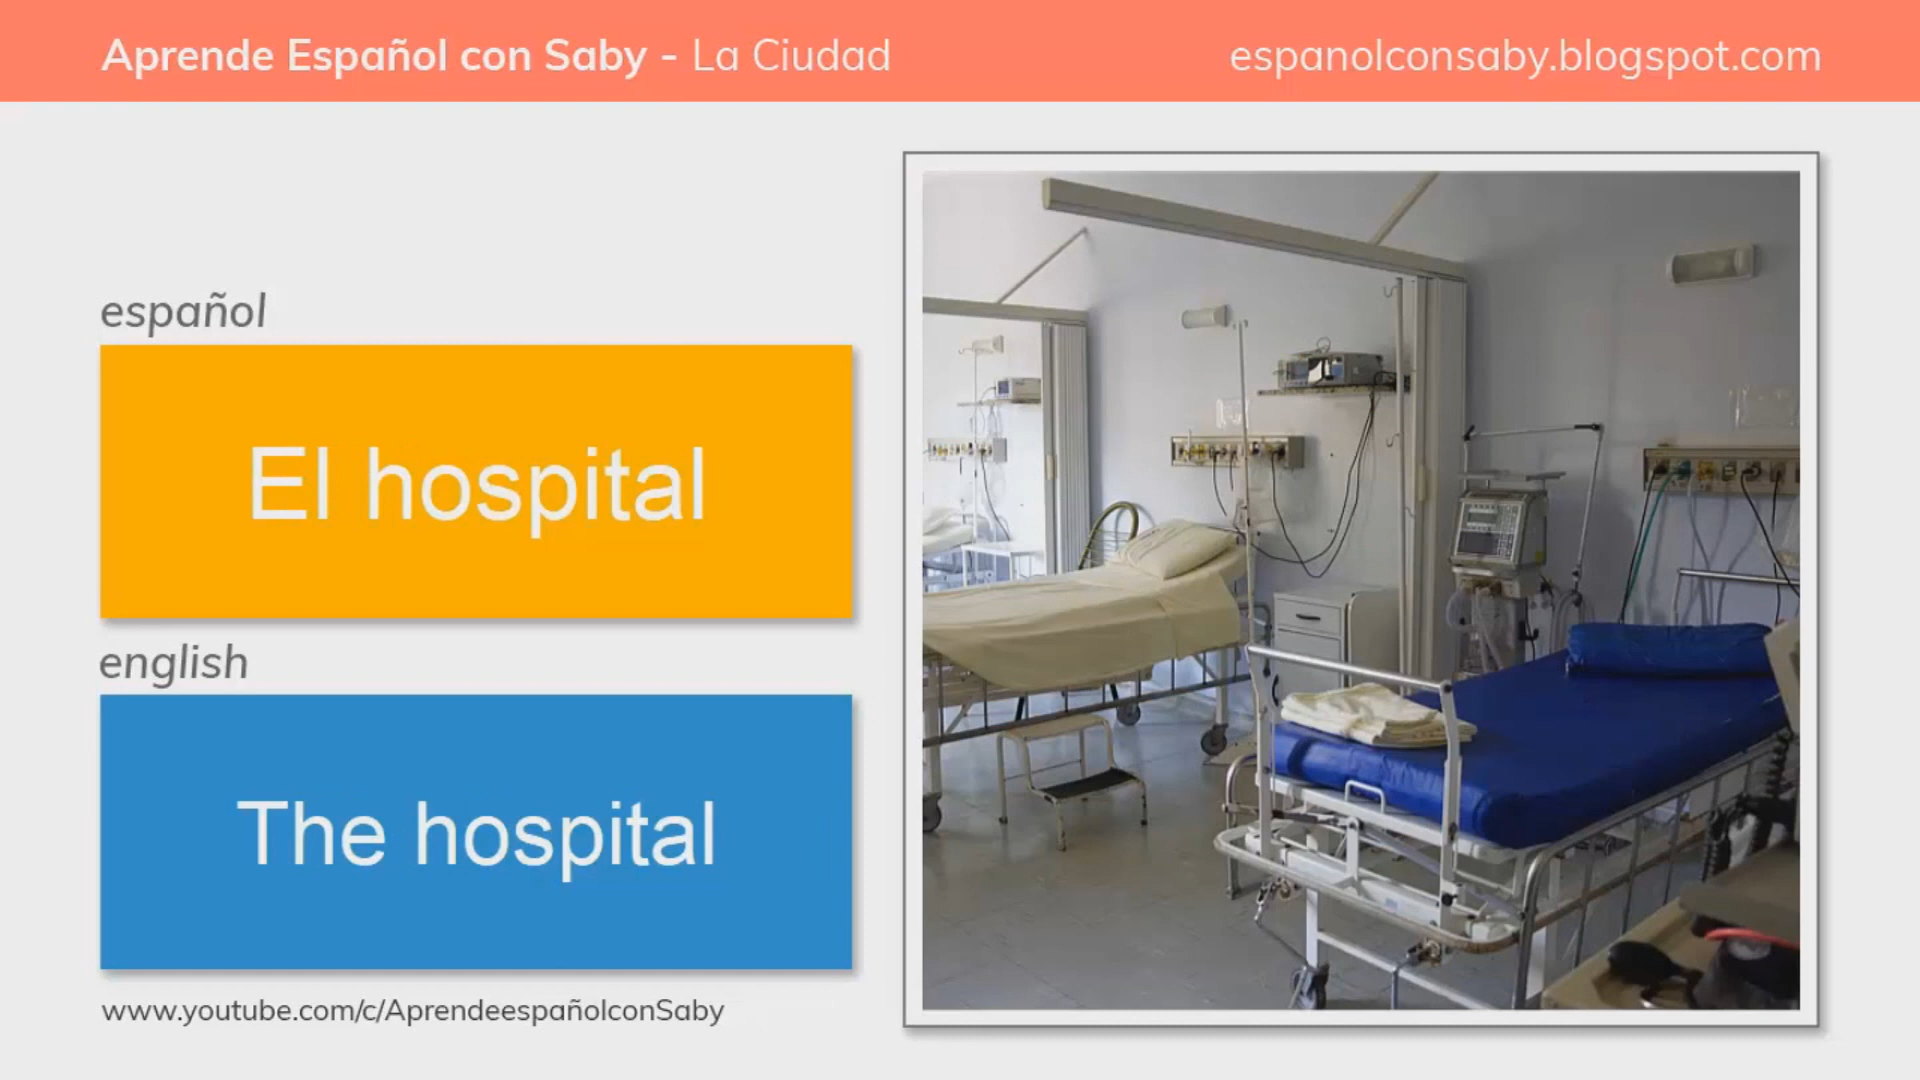 Aprende Español con Saby - La Ciudad
espanolconsaby.blogspot.com
español
El hospital
english
The hospital
www.youtube.com/c/AprendeespañolconSaby